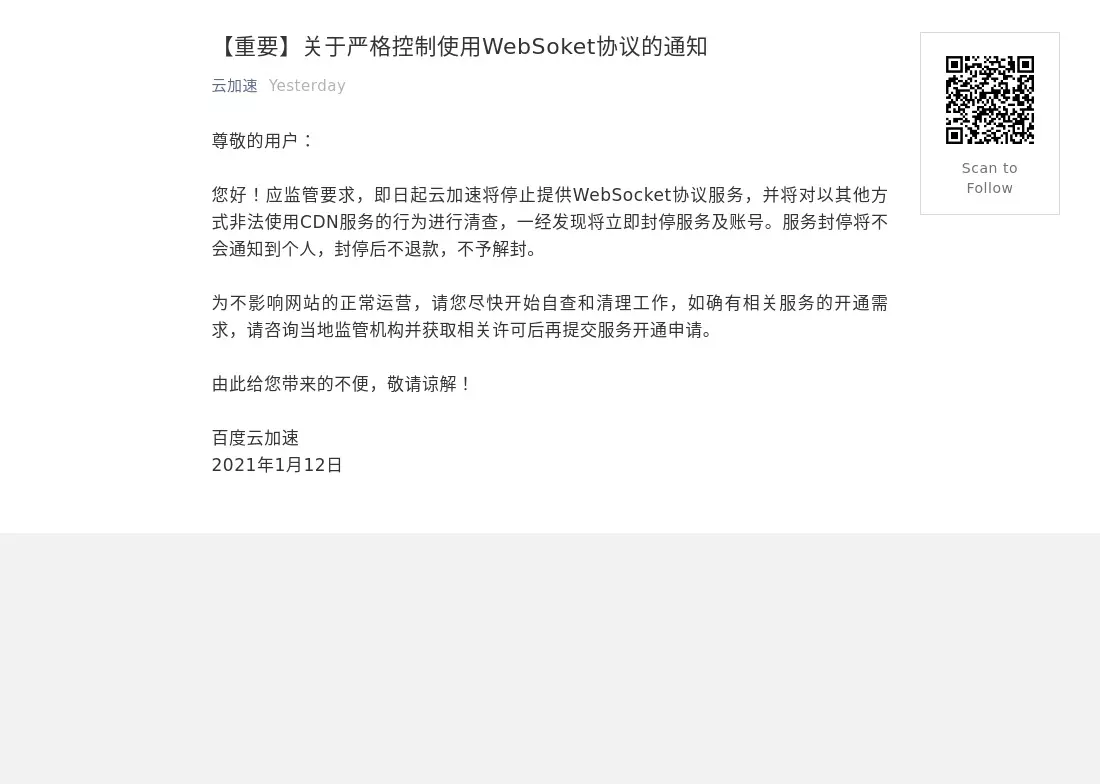 【重要】关于严格控制使用WebSoket协议的通知
云加速 Yesterday
尊敬的用户：
您好！应监管要求，即日起云加速将停止提供WebSocket协议服务，并将对以其他方
式非法使用CDN服务的行为进行清查，一经发现将立即封停服务及账号。服务封停将不
会通知到个人，封停后不退款，不予解封。
为不影响网站的正常运营，请您尽快开始自查和清理工作，如确有相关服务的开通需
求，请咨询当地监管机构并获取相关许可后再提交服务开通申请。
由此给您带来的不便，敬请谅解！
百度云加速
2021年1月12日
Scan to
Follow